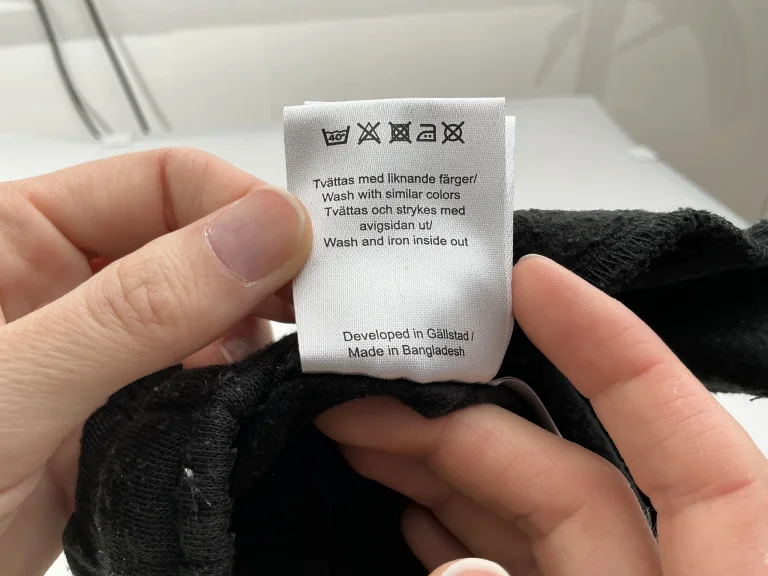 40°
Tvättas med liknande färger/
Wash with similar colors
Tvättas och strykes med
avigsidan ut/
Wash and iron inside out
Developed in Gällstad/
Made in Bangladesh